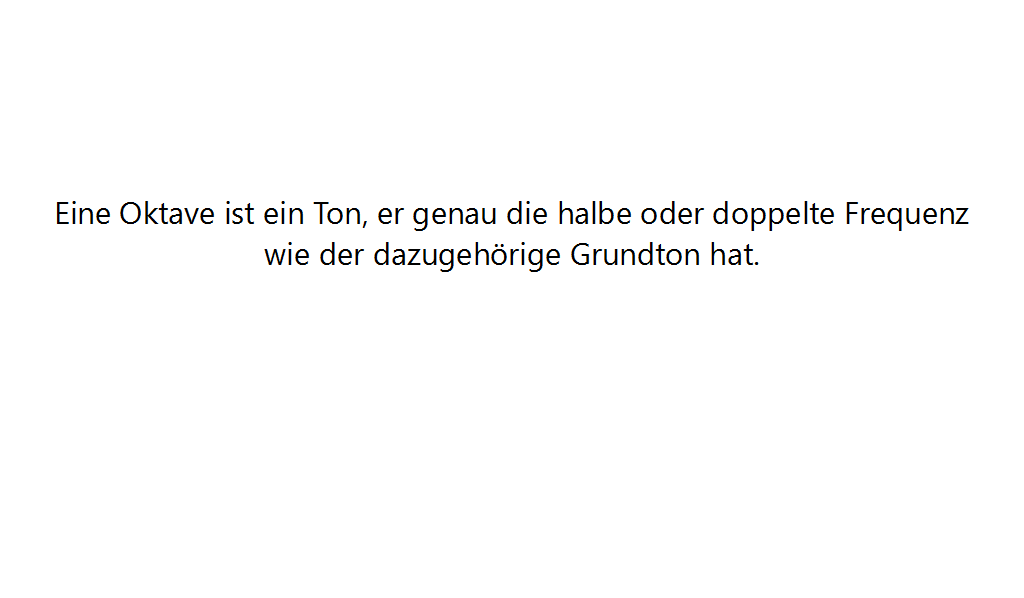 Eine Oktave ist ein Ton, er genau die halbe oder doppelte Frequenz
wie der dazugehörige Grundton hat.